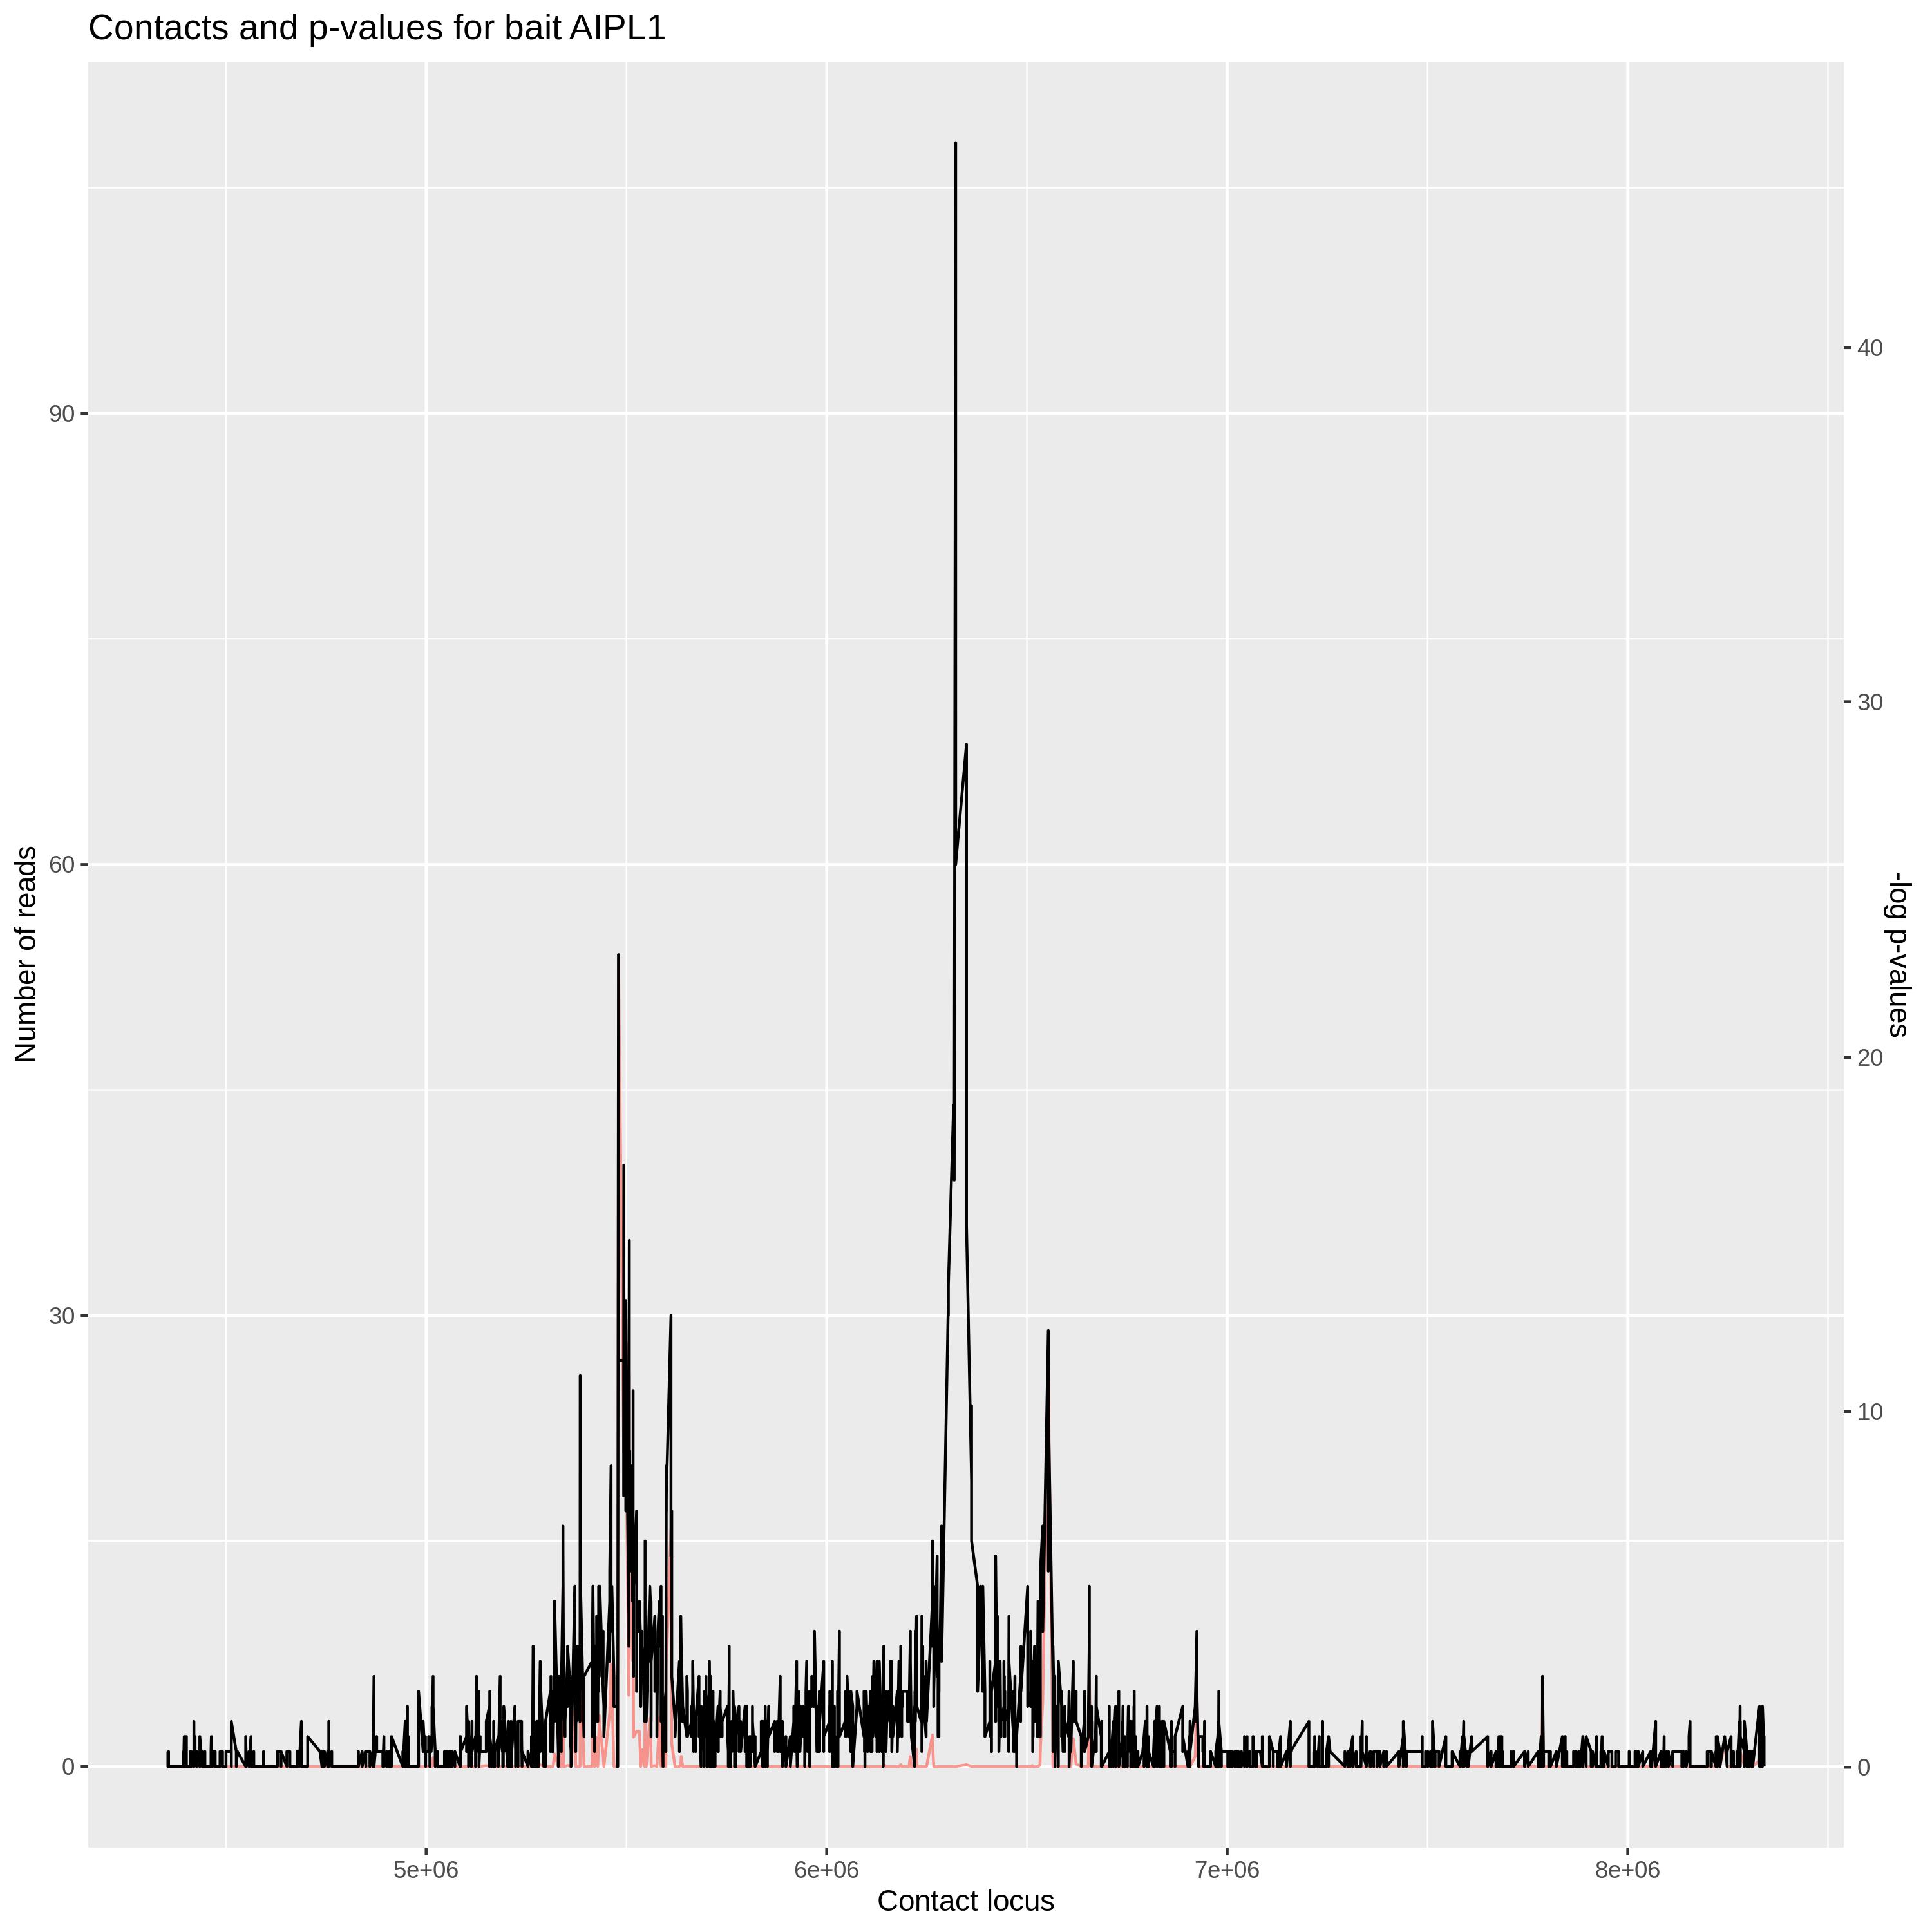 Contacts and p-values for bait AIPL1
Number of reads
90
60
30
0
40
30
20
10
0
-log p-values
5e+06
6e+06
7e+06
8e+06
Contact locus